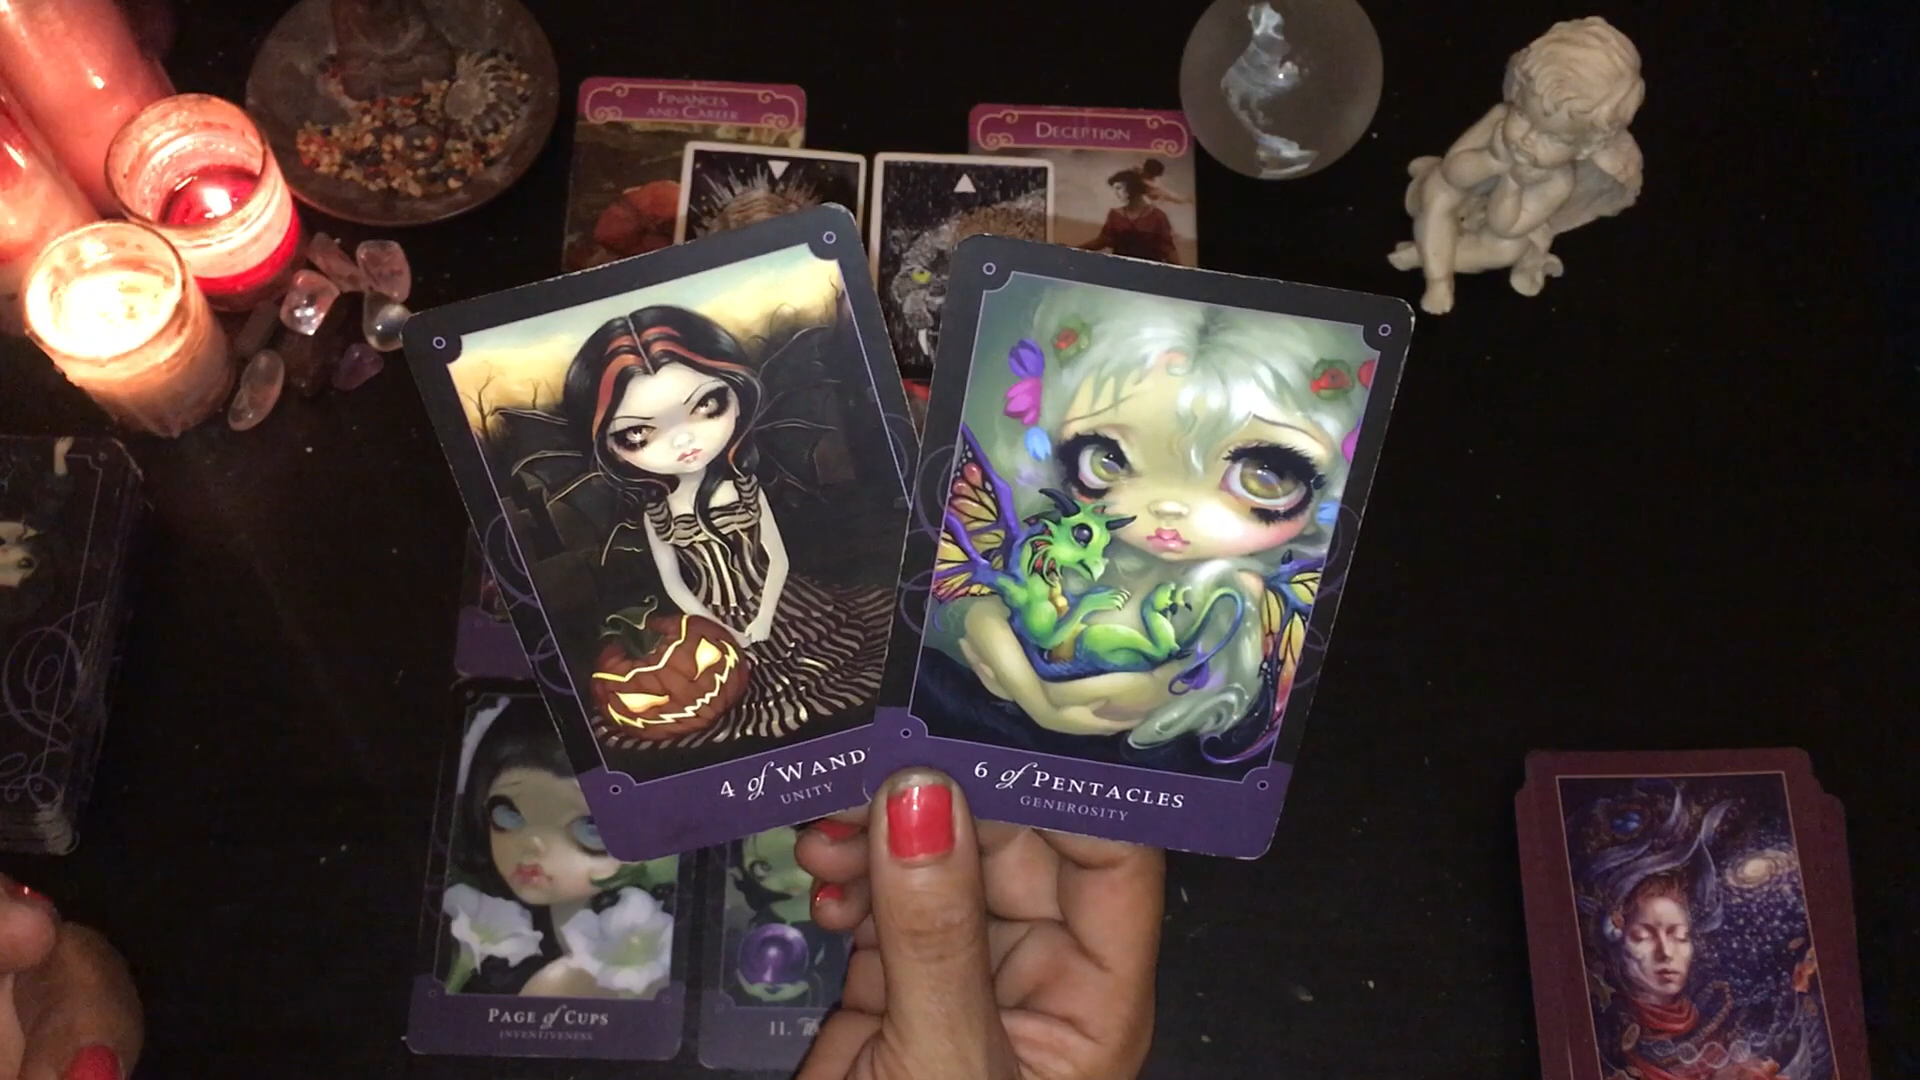 FINANCES
AND CAREER
DECEPTION
4 of WAND
UNITY
6 of PENTACLES
GENEROSITY
PAGE of CUPS
INVENTIVENESS
II.